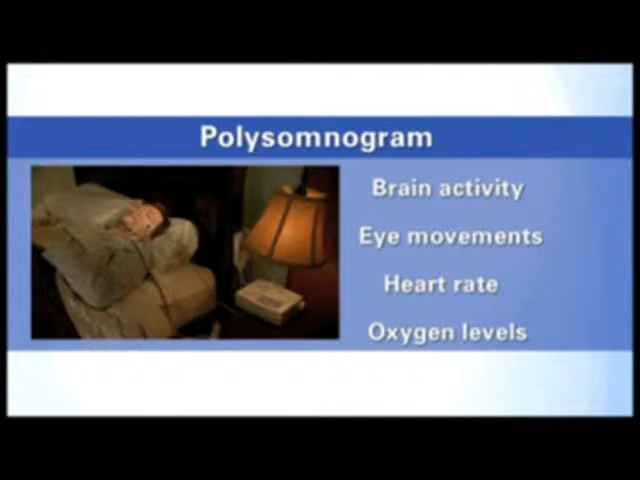 Polysomnogram
Brain activity
Eye movements
Heart rate
Oxygen levels